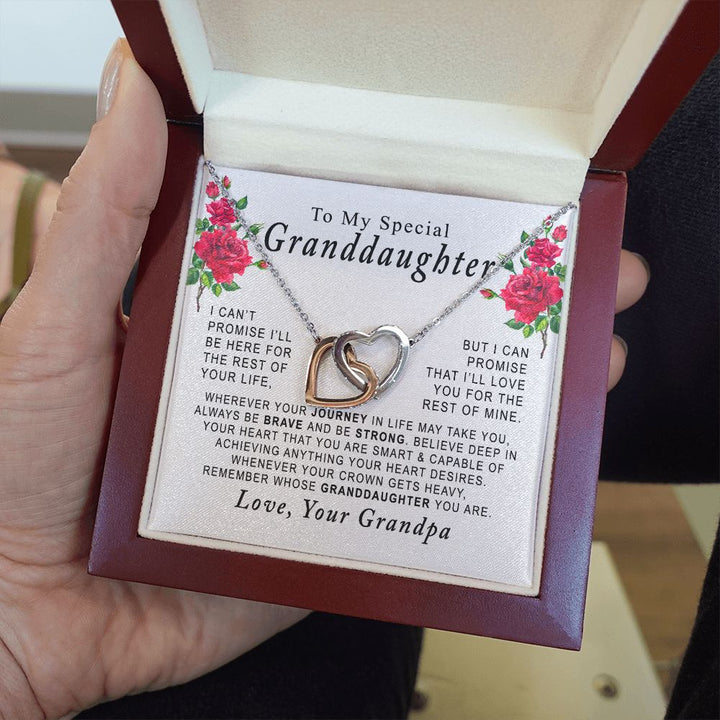 To My Special
Granddaughter
I CAN'T
PROMISE I'LL
BE HERE FOR
THE REST OF
YOUR LIFE,
BUT I CAN
PROMISE
THAT I'LL LOVE
YOU FOR THE
REST OF MINE.
WHEREVER YOUR JOURNEY IN LIFE MAY TAKE YOU,
ALWAYS BE BRAVE AND BE STRONG. BELIEVE DEEP IN
YOUR HEART THAT YOU ARE SMART & CAPABLE OF
ACHIEVING ANYTHING YOUR HEART DESIRES.
WHENEVER YOUR CROWN GETS HEAVY,
REMEMBER WHOSE GRANDDAUGHTER YOU ARE.
Love, Your Grandpa